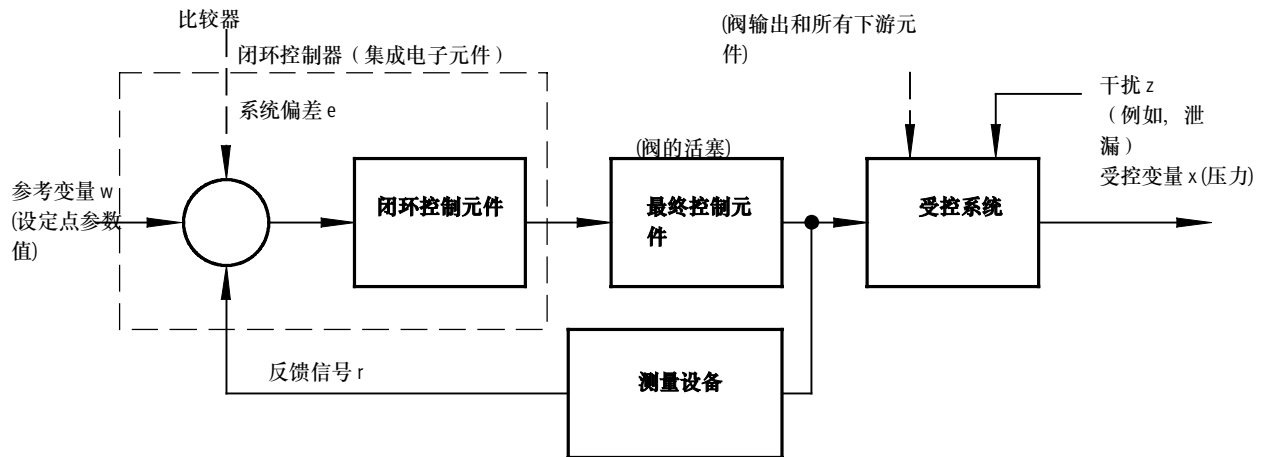 比较器
闭环控制器（集成电子元件）
系统偏差 e
(阀输出和所有下游元
件)
干扰 z
（例如，泄
漏）
受控变量 x (压力)
参考变量 w
(设定点参数
值)
闭环控制元件
(阀的活塞)
最终控制元
件
受控系统
反馈信号 r
测量设备